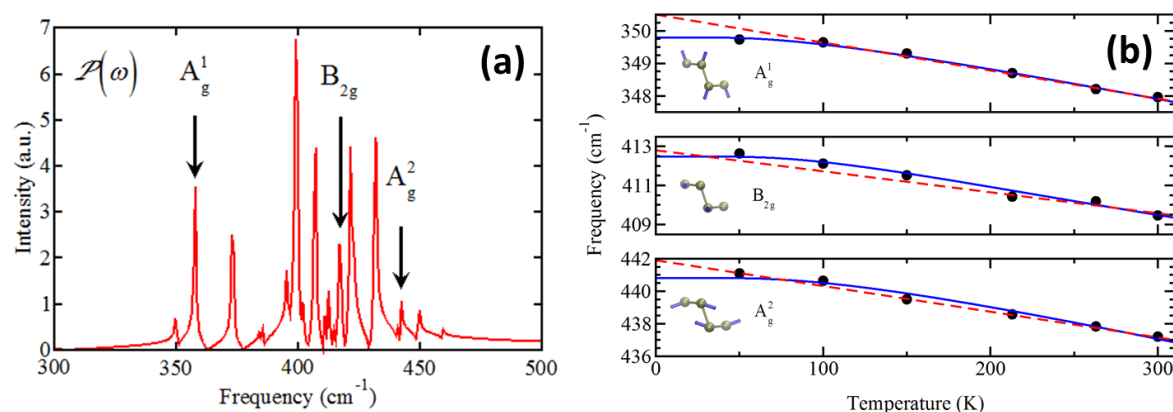 (a)
𝒫(ω)
A¹g
B2g
A²g
Intensity (a.u.)
7
6
5
4
3
2
1
0
300 350 400 450 500
Frequency (cm⁻¹)
(b)
Frequency (cm⁻¹)
350
349
348
A¹g
413
411
409
B2g
442
440
438
436
A²g
0 100 200 300
Temperature (K)